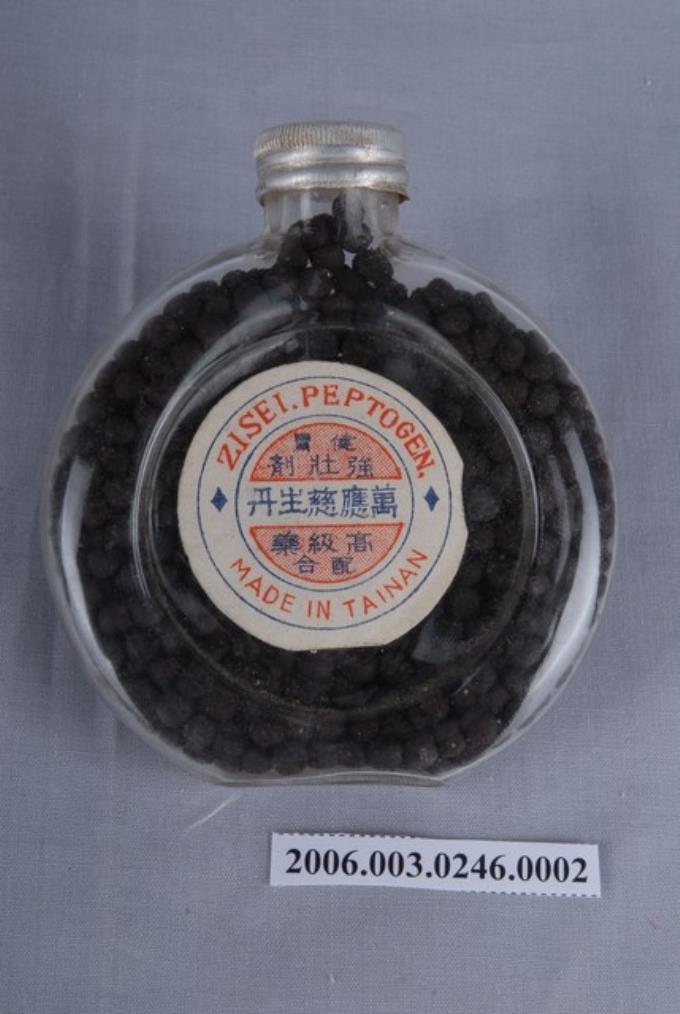 ZISEI.PEPTOGEN.
健胃
強壯劑
萬應慈生丹
高級藥
配合
MADE IN TAINAN
2006.003.0246.0002